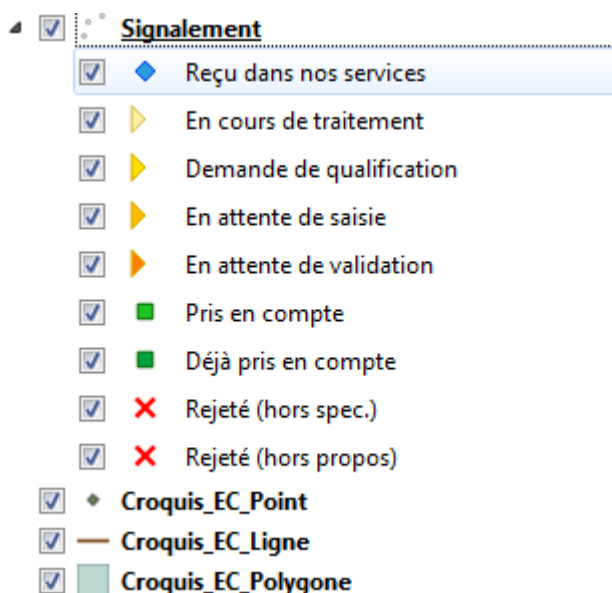 Signalement
Reçu dans nos services
En cours de traitement
Demande de qualification
En attente de saisie
En attente de validation
Pris en compte
Déjà pris en compte
Rejeté (hors spec.)
Rejeté (hors propos)
Croquis_EC_Point
Croquis_EC_Ligne
Croquis_EC_Polygone